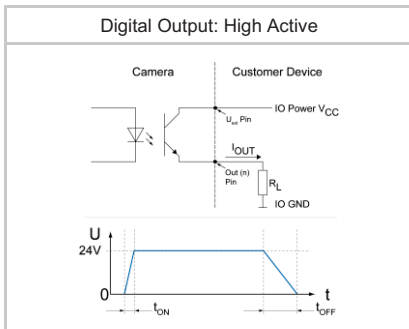 Digital Output: High Active
Camera
Customer Device
IO Power VCC
Uext Pin
IOUT
Out (n)
Pin
RL
IO GND
U
24V
0
t
tON
tOFF